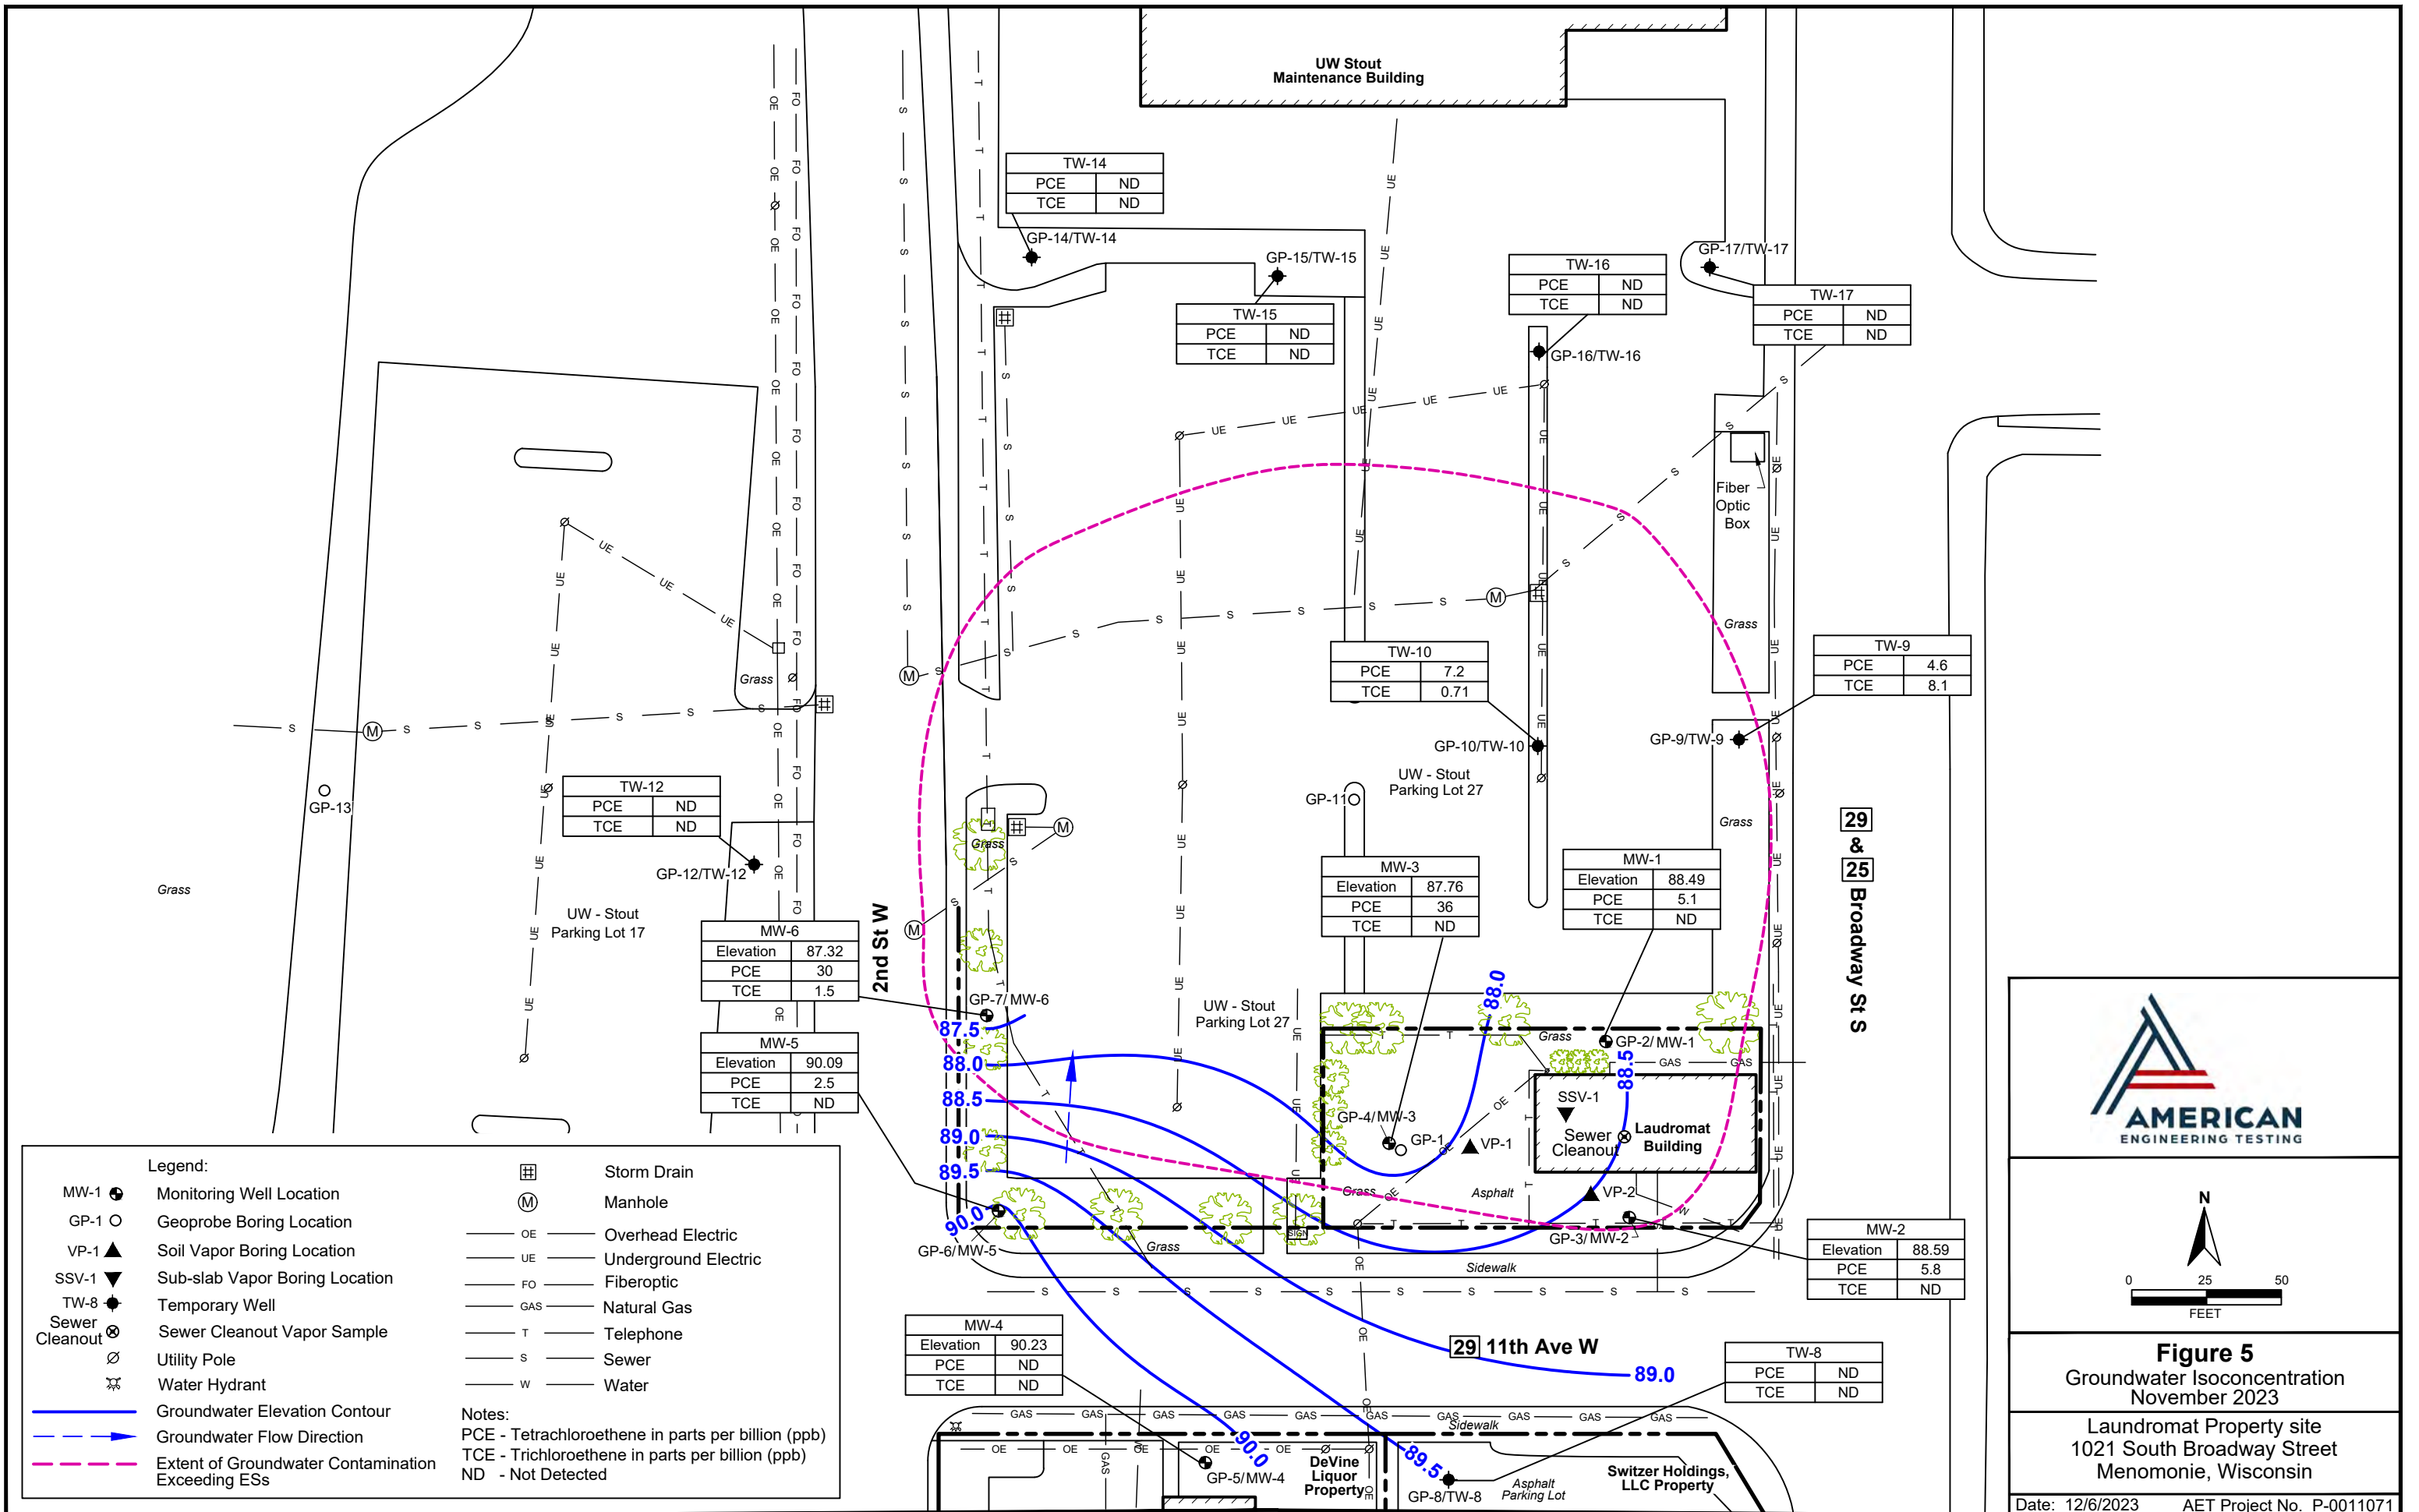 UW Stout
Maintenance Building
TW-14
PCE ND
TCE ND
GP-14/TW-14
GP-15/TW-15
TW-15
PCE ND
TCE ND
TW-16
PCE ND
TCE ND
GP-16/TW-16
GP-17/TW-17
TW-17
PCE ND
TCE ND
Fiber
Optic
Box
Grass
TW-10
PCE 7.2
TCE 0.71
GP-10/TW-10
TW-9
PCE 4.6
TCE 8.1
GP-9/TW-9
UW - Stout
Parking Lot 27
GP-11
Grass
29
&
25
Broadway St S
Grass
GP-13
TW-12
PCE ND
TCE ND
GP-12/TW-12
Grass
UW - Stout
Parking Lot 17
2nd St W
Grass
MW-6
Elevation 87.32
PCE 30
TCE 1.5
GP-7/ MW-6
MW-5
Elevation 90.09
PCE 2.5
TCE ND
GP-6/MW-5
MW-3
Elevation 87.76
PCE 36
TCE ND
MW-1
Elevation 88.49
PCE 5.1
TCE ND
UW - Stout
Parking Lot 27
87.5
88.0
88.5
89.0
89.5
90.0
88.0
88.5
Grass
GP-2/ MW-1
GAS GAS
GP-4/ MW-3
GP-1
VP-1
SSV-1
Sewer
Cleanout
Laudromat
Building
Grass
Asphalt
VP-2
GP-3/ MW-2
SIGN
Grass
Sidewalk
MW-2
Elevation 88.59
PCE 5.8
TCE ND
29 11th Ave W
89.0
MW-4
Elevation 90.23
PCE ND
TCE ND
TW-8
PCE ND
TCE ND
GAS GAS GAS GAS GAS GAS GAS GAS GAS GAS
Sidewalk
90.0
89.5
GP-5/ MW-4
DeVine
Liquor
Property
GP-8/TW-8
Asphalt
Parking Lot
Switzer Holdings,
LLC Property
Legend:
MW-1 Monitoring Well Location
GP-1 Geoprobe Boring Location
VP-1 Soil Vapor Boring Location
SSV-1 Sub-slab Vapor Boring Location
TW-8 Temporary Well
Sewer
Cleanout Sewer Cleanout Vapor Sample
Utility Pole
Water Hydrant
Groundwater Elevation Contour
Groundwater Flow Direction
Extent of Groundwater Contamination
Exceeding ESs
Storm Drain
M Manhole
OE Overhead Electric
UE Underground Electric
FO Fiberoptic
GAS Natural Gas
T Telephone
S Sewer
W Water
Notes:
PCE - Tetrachloroethene in parts per billion (ppb)
TCE - Trichloroethene in parts per billion (ppb)
ND - Not Detected
AMERICAN
ENGINEERING TESTING
N
0 25 50
FEET
Figure 5
Groundwater Isoconcentration
November 2023
Laundromat Property site
1021 South Broadway Street
Menomonie, Wisconsin
Date: 12/6/2023 AET Project No. P-0011071